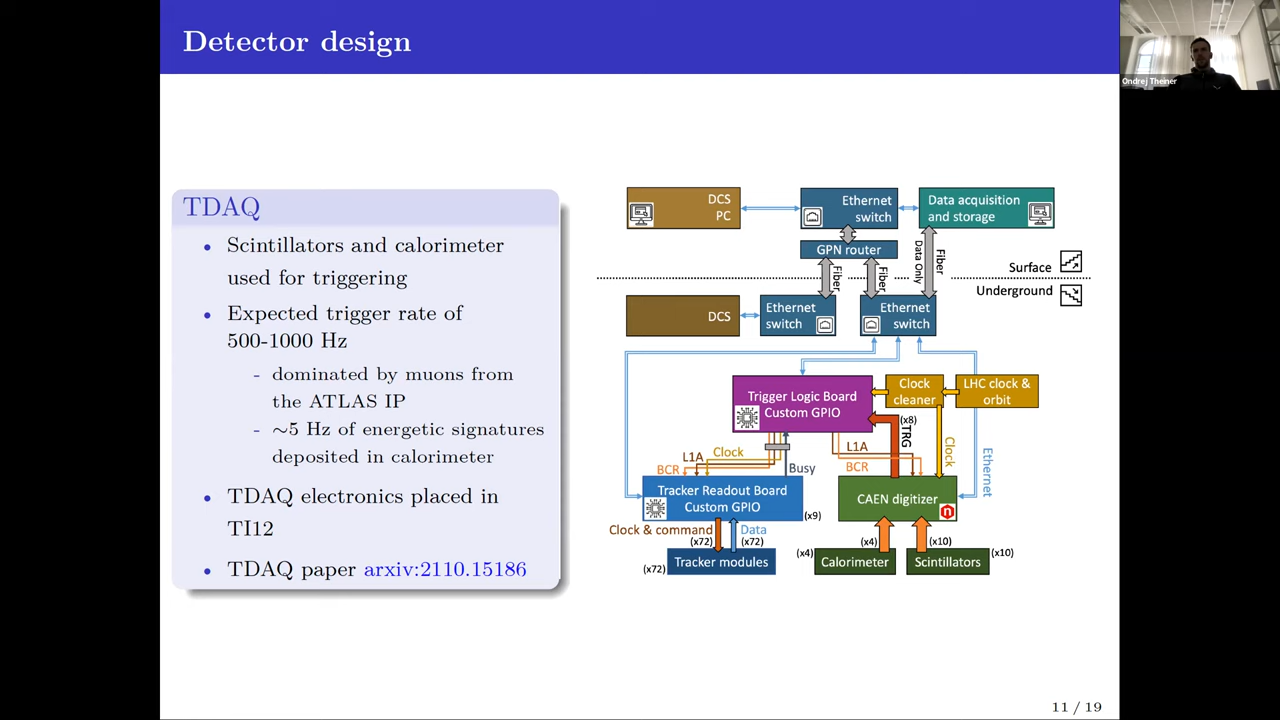 Detector design
Ondrej Theiner
TDAQ
• Scintillators and calorimeter
used for triggering
• Expected trigger rate of
500-1000 Hz
- dominated by muons from
the ATLAS IP
- ∼5 Hz of energetic signatures
deposited in calorimeter
• TDAQ electronics placed in
TI12
• TDAQ paper arxiv:2110.15186
DCS
PC
Ethernet
switch
Data acquisition
and storage
GPN router
Fiber
Fiber
Data Only
Fiber
Surface
Underground
DCS
Ethernet
switch
Ethernet
switch
Trigger Logic Board
Custom GPIO
Clock
cleaner
LHC clock &
orbit
(x8)
TRG
L1A
BCR
Clock
Ethernet
Clock
L1A
BCR
Busy
Tracker Readout Board
Custom GPIO
(x9)
CAEN digitizer
n
Clock & command
(x72)
Data
(x72)
(x4)
(x10)
(x72)
Tracker modules
(x4)
Calorimeter
Scintillators
(x10)
11 / 19